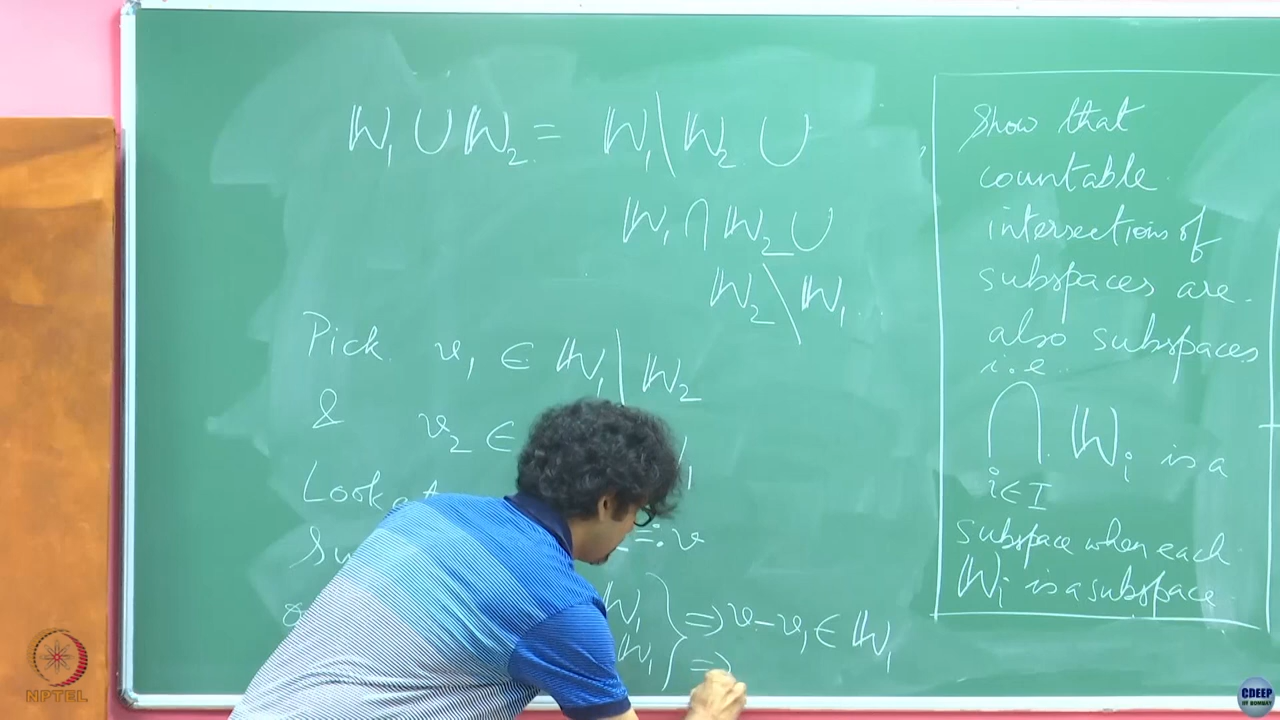 𝕎₁ ∪ 𝕎₂ = 𝕎₁ \ 𝕎₂ ∪
𝕎₁ ∩ 𝕎₂ ∪
𝕎₂ \ 𝕎₁
Pick v₁ ∈ 𝕎₁ \ 𝕎₂
& v₂ ∈
Look at
≕ v
𝕎₁
𝕎₁ } ⇒ v - v₁ ∈ 𝕎₁
⇒
Show that
countable
intersections of
subspaces are
also subspaces
i.e.
⋂ 𝕎ᵢ is a
i∈I
subspace when each
𝕎ᵢ is a subspace
NPTEL
CDEEP
IIT BOMBAY